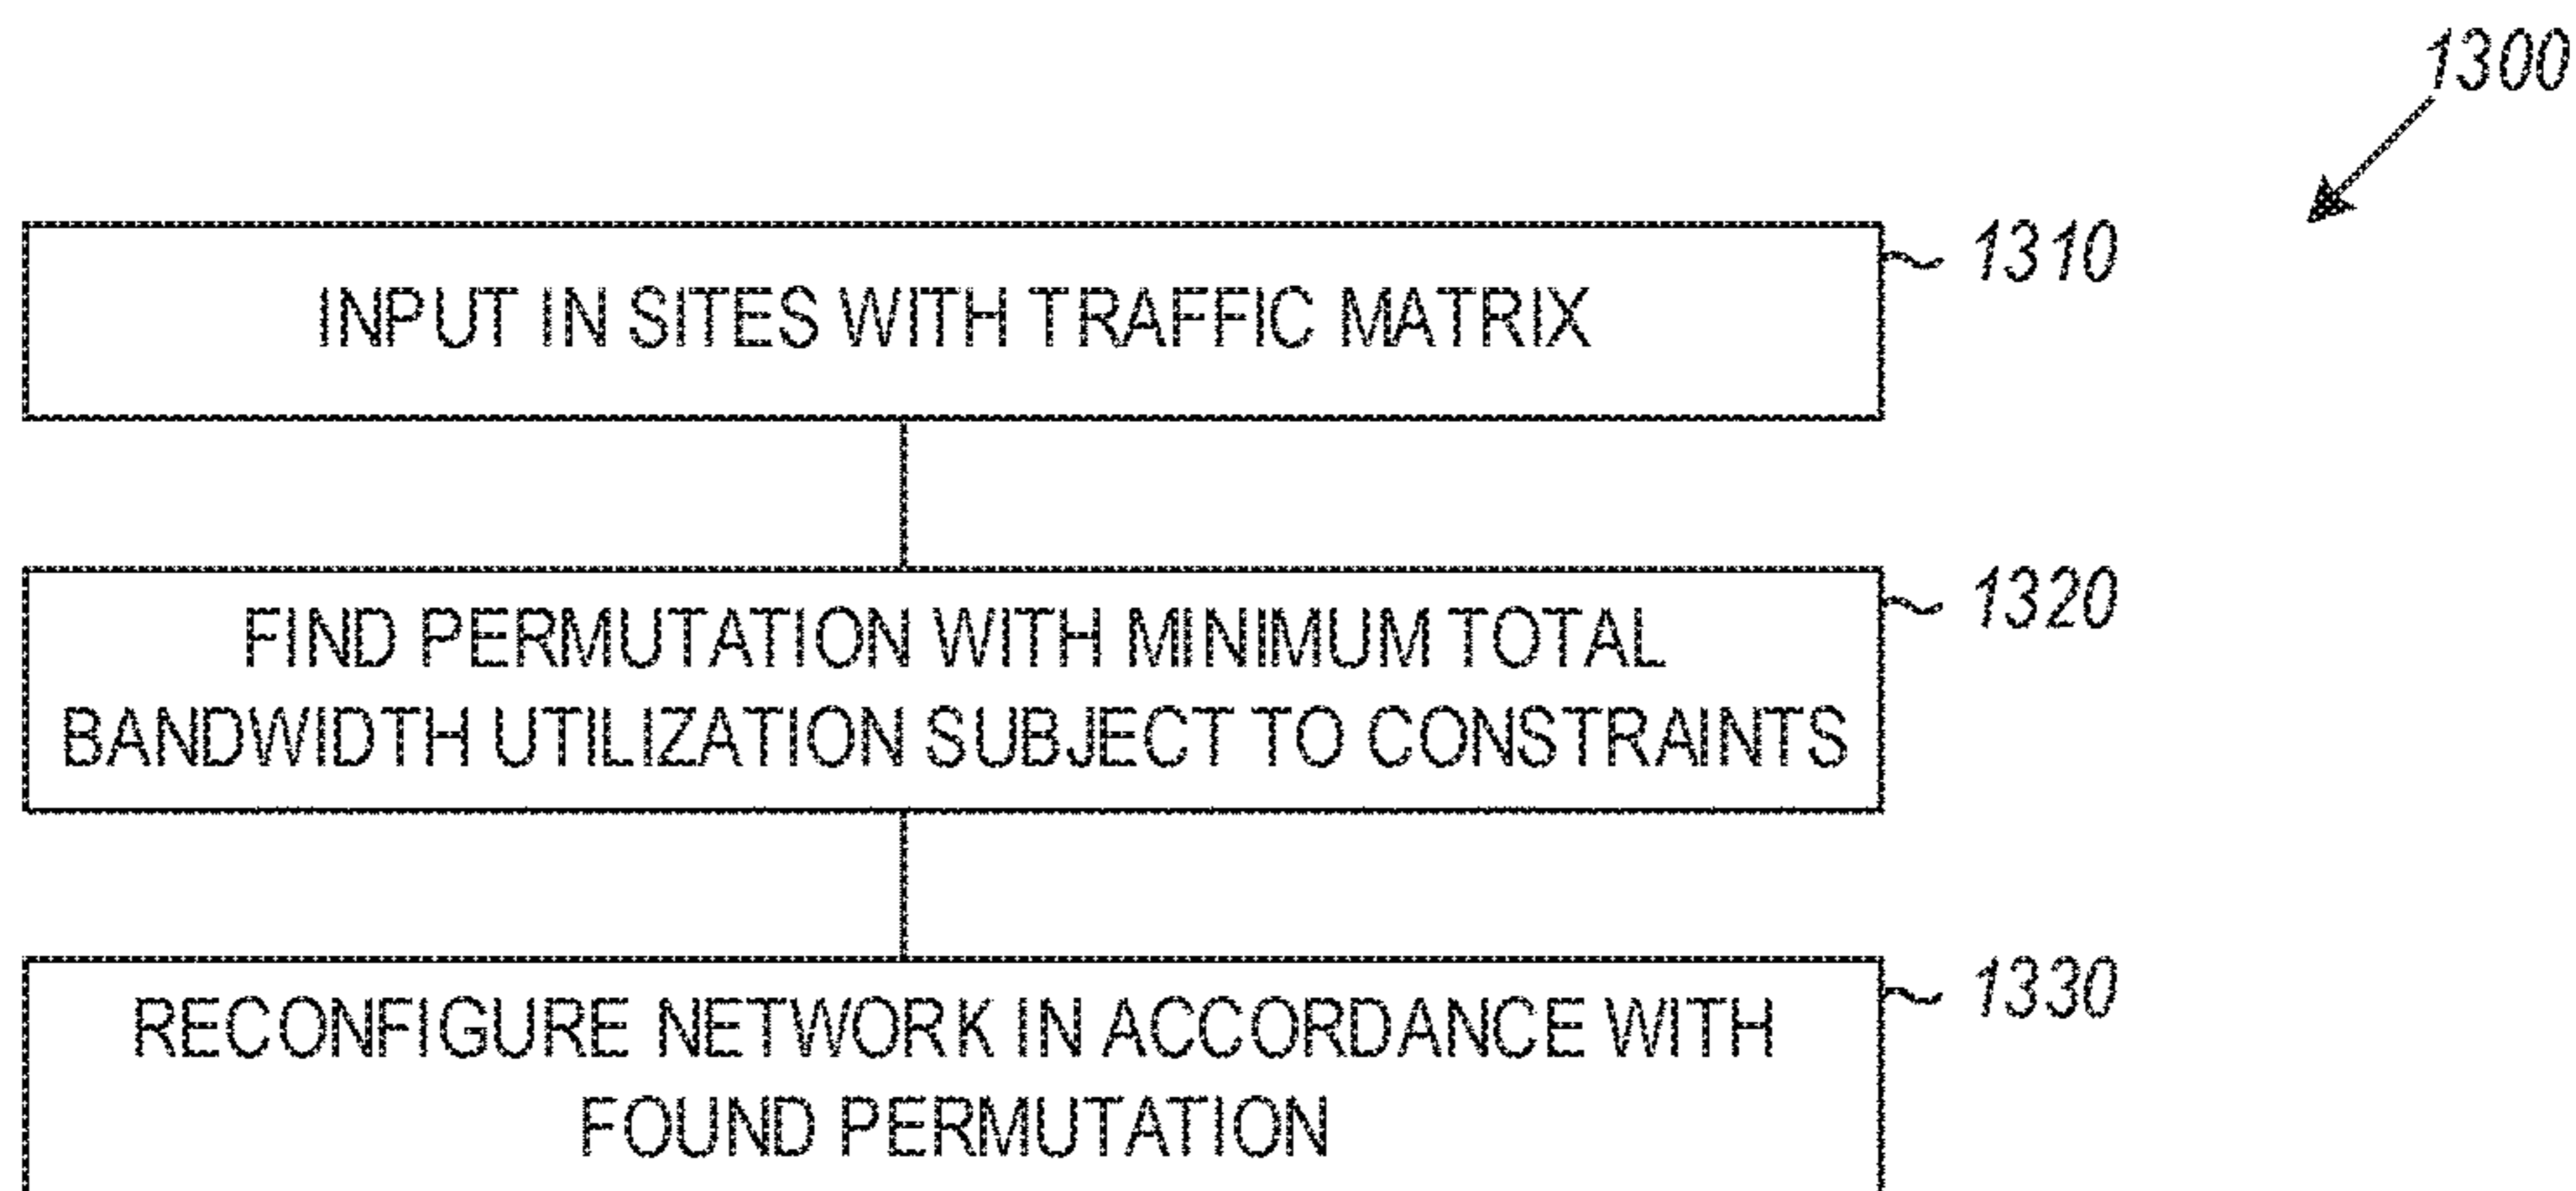 1300
INPUT IN SITES WITH TRAFFIC MATRIX
1310
FIND PERMUTATION WITH MINIMUM TOTAL
BANDWIDTH UTILIZATION SUBJECT TO CONSTRAINTS
1320
RECONFIGURE NETWORK IN ACCORDANCE WITH
FOUND PERMUTATION
1330